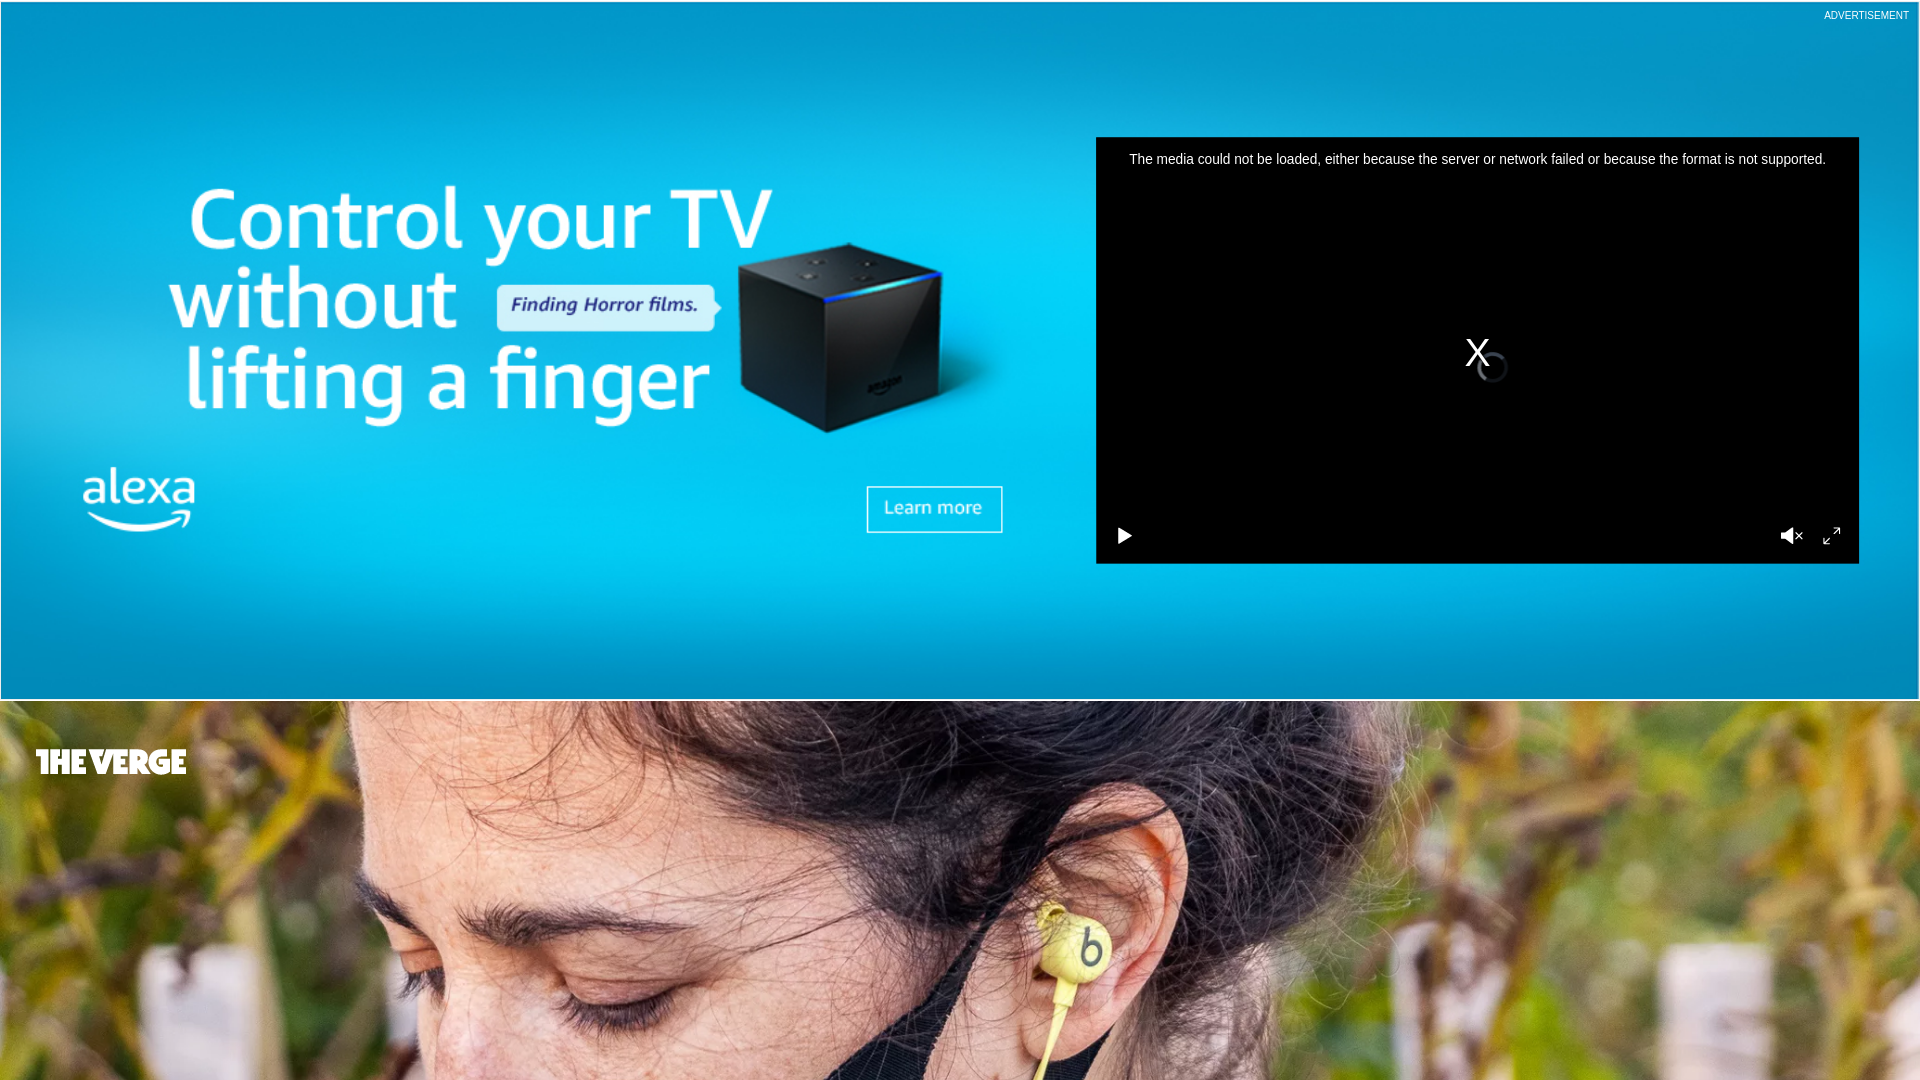 ADVERTISEMENT
Control your TV
without
Finding Horror films.
lifting a finger
amazon
alexa
Learn more
The media could not be loaded, either because the server or network failed or because the format is not supported.
X
THE VERGE
b